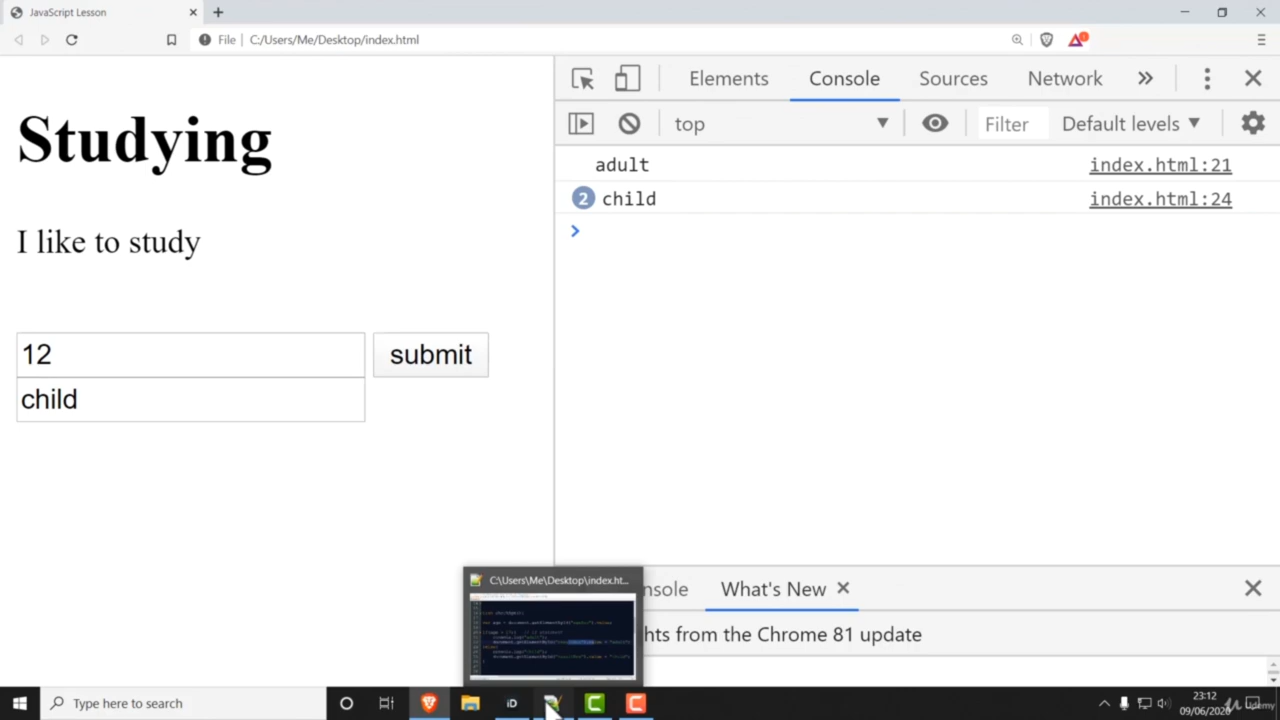 JavaScript Lesson
File | C:/Users/Me/Desktop/index.html
Studying
I like to study
12
submit
child
Elements
Console
Sources
Network
top
Filter
Default levels
adult
index.html:21
2 child
index.html:24
nsole
What's New
hts from the Chrome 81 update
C:\Users\Me\Desktop\index.ht...
Type here to search
iD
23:12
09/06/2020
Udemy